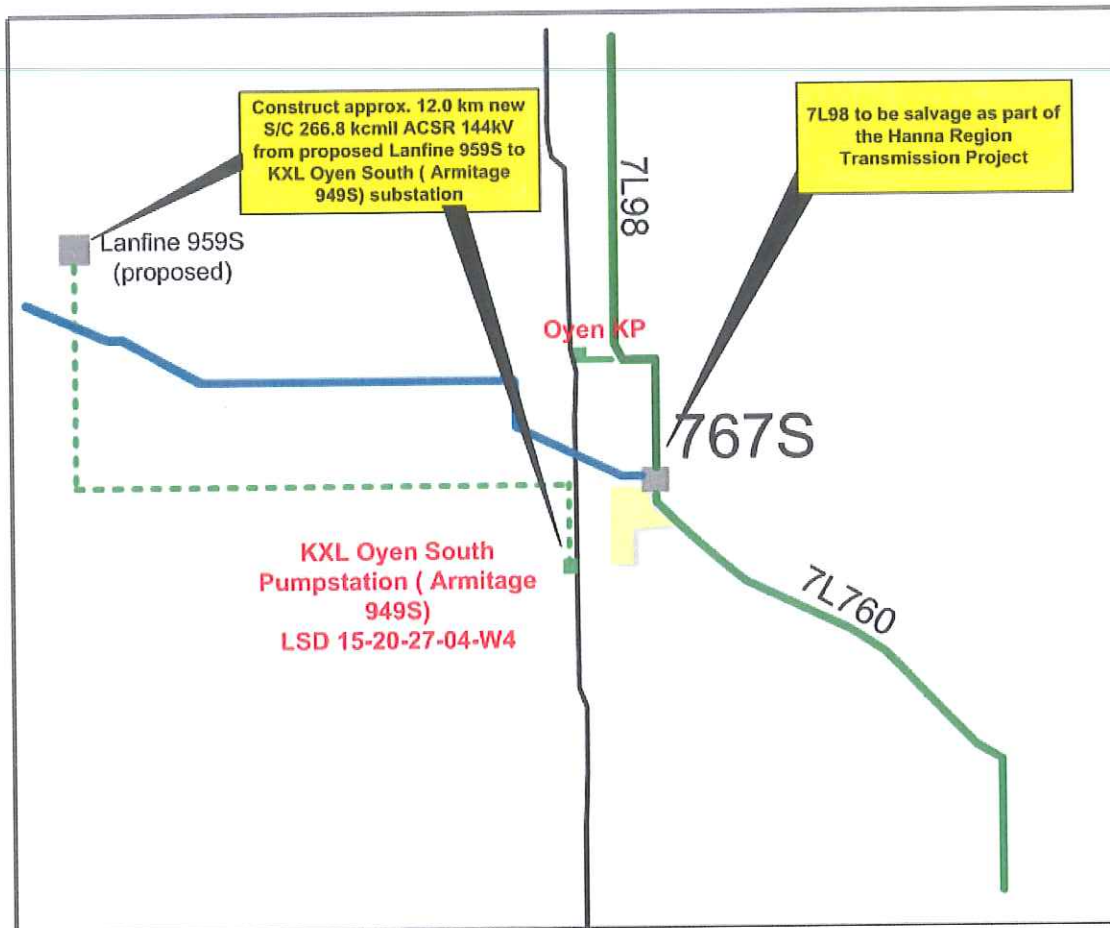 Construct approx. 12.0 km new
S/C 266.8 kcmil ACSR 144kV
from proposed Lanfine 959S to
KXL Oyen South ( Armitage
949S) substation
7L98 to be salvage as part of
the Hanna Region
Transmission Project
7L98
Lanfine 959S
(proposed)
Oyen KP
767S
KXL Oyen South
Pumpstation ( Armitage
949S)
LSD 15-20-27-04-W4
7L760